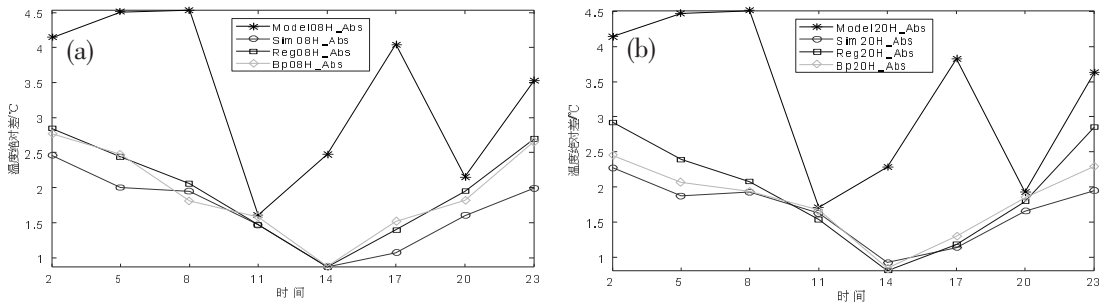 (a)
Model08H_Abs
Sim08H_Abs
Reg08H_Abs
Bp08H_Abs
温度绝对差/℃
4.5
4
3.5
3
2.5
2
1.5
1
2 5 8 11 14 17 20 23
时间
(b)
Model20H_Abs
Sim20H_Abs
Reg20H_Abs
Bp20H_Abs
温度绝对差/℃
4.5
4
3.5
3
2.5
2
1.5
1
2 5 8 11 14 17 20 23
时间